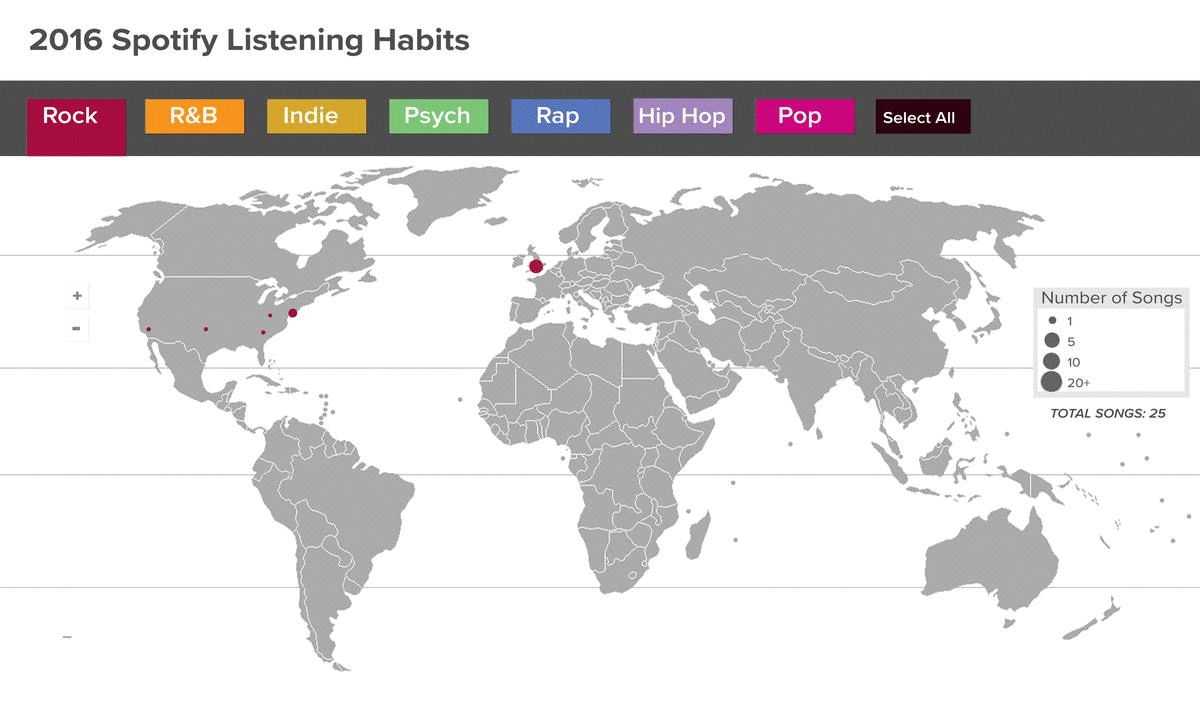 2016 Spotify Listening Habits
Rock
R&B
Indie
Psych
Rap
Hip Hop
Pop
Select All
+
-
Number of Songs
1
5
10
20+
TOTAL SONGS: 25